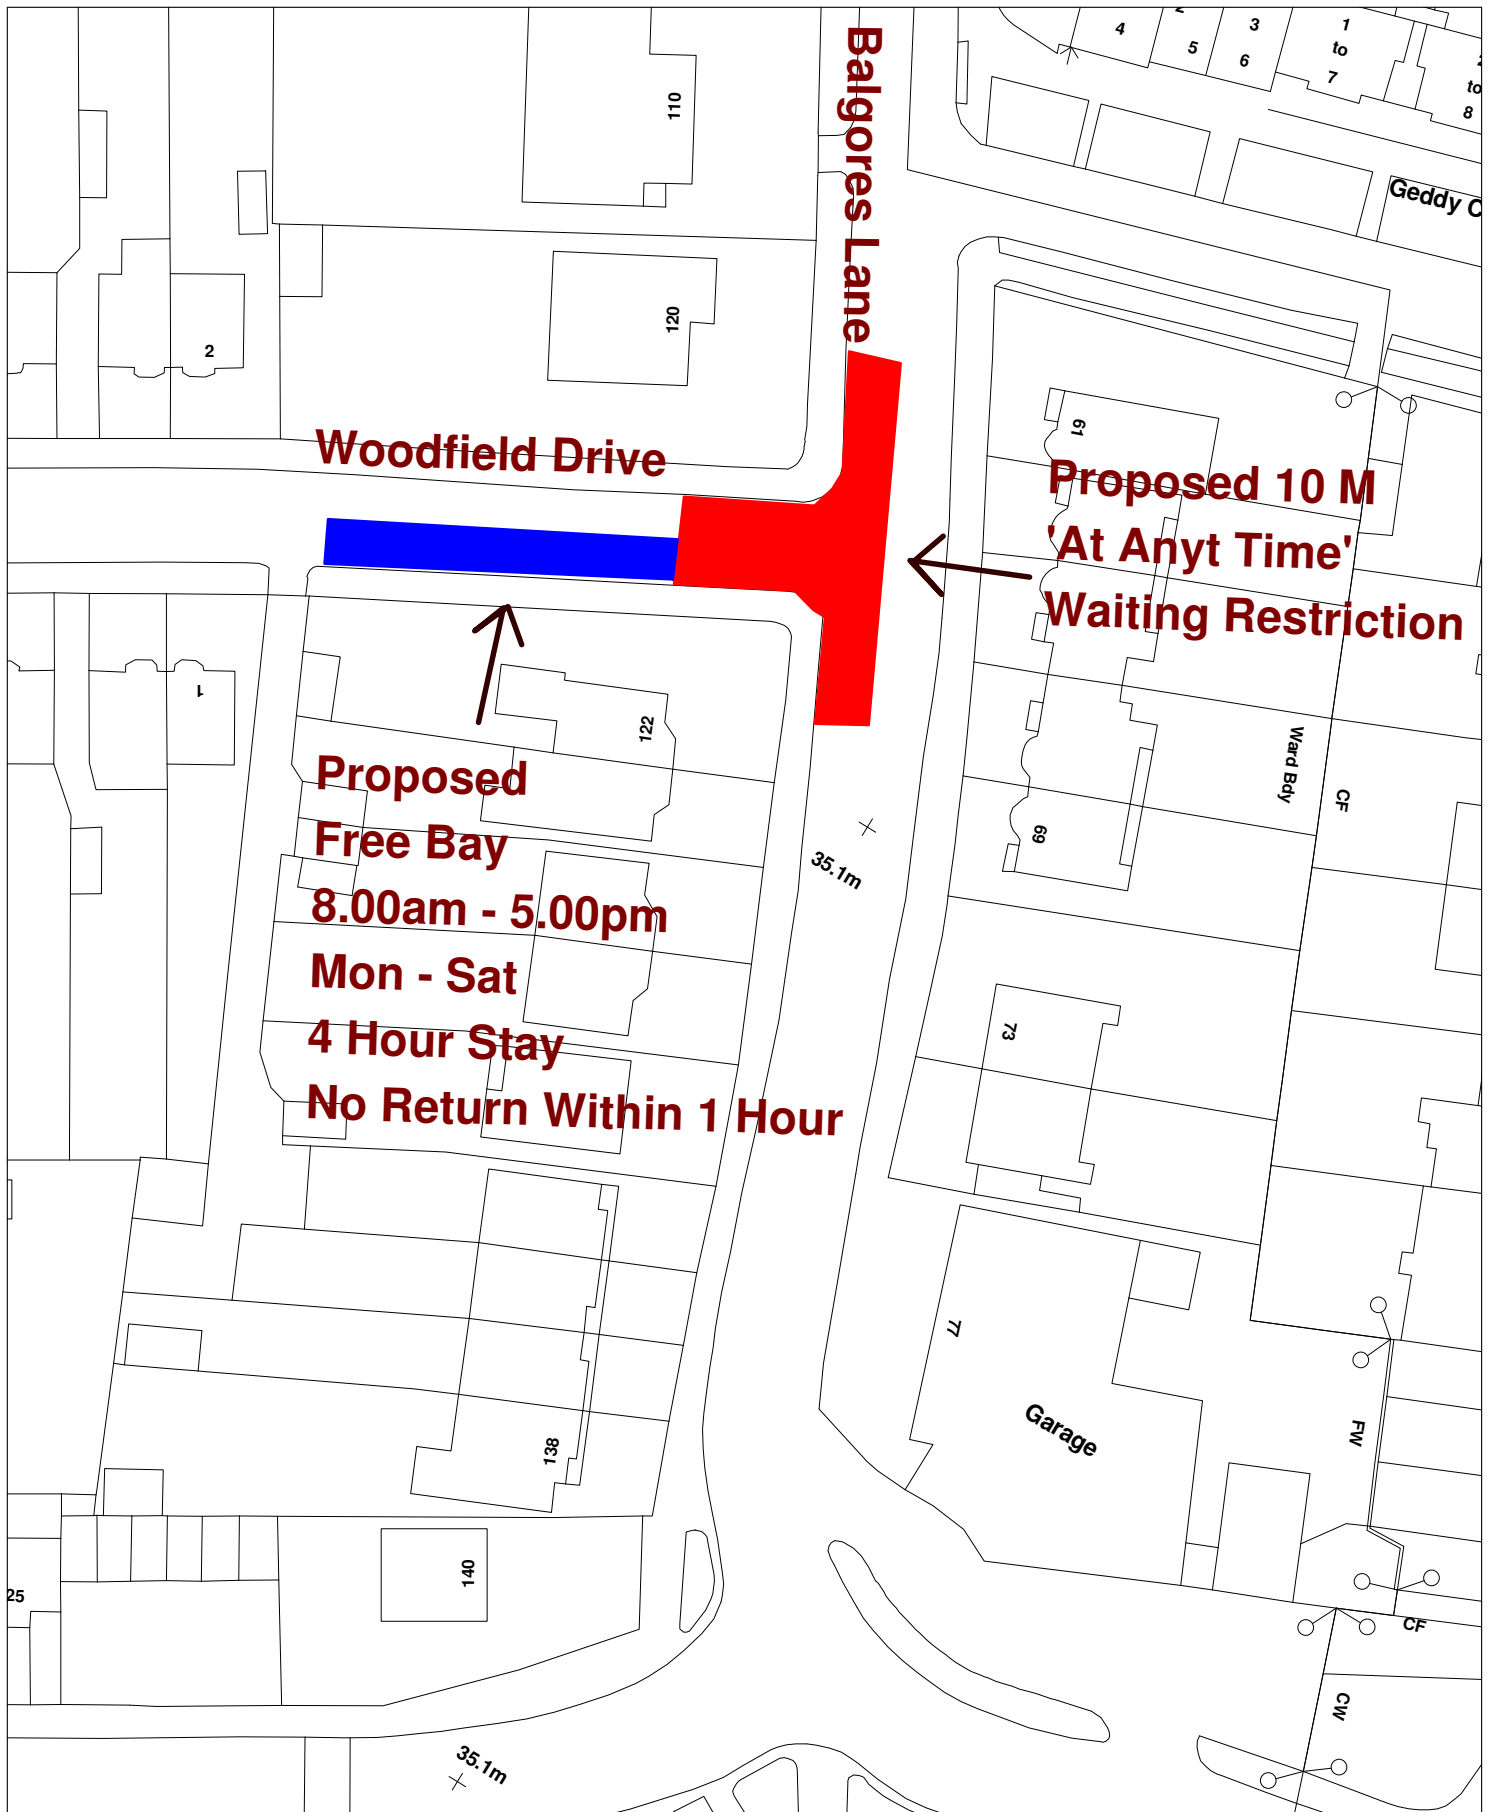 Balgores Lane
4
5
3
6
1
to
7
to
8
110
Geddy C
120
2
61
Woodfield Drive
Proposed 10 M
'At Anyt Time'
Waiting Restriction
1
122
Ward Bdy
CF
Proposed
Free Bay
8.00am - 5.00pm
Mon - Sat
4 Hour Stay
No Return Within 1 Hour
69
35.1m
73
77
Garage
FW
138
140
25
CF
CW
35.1m